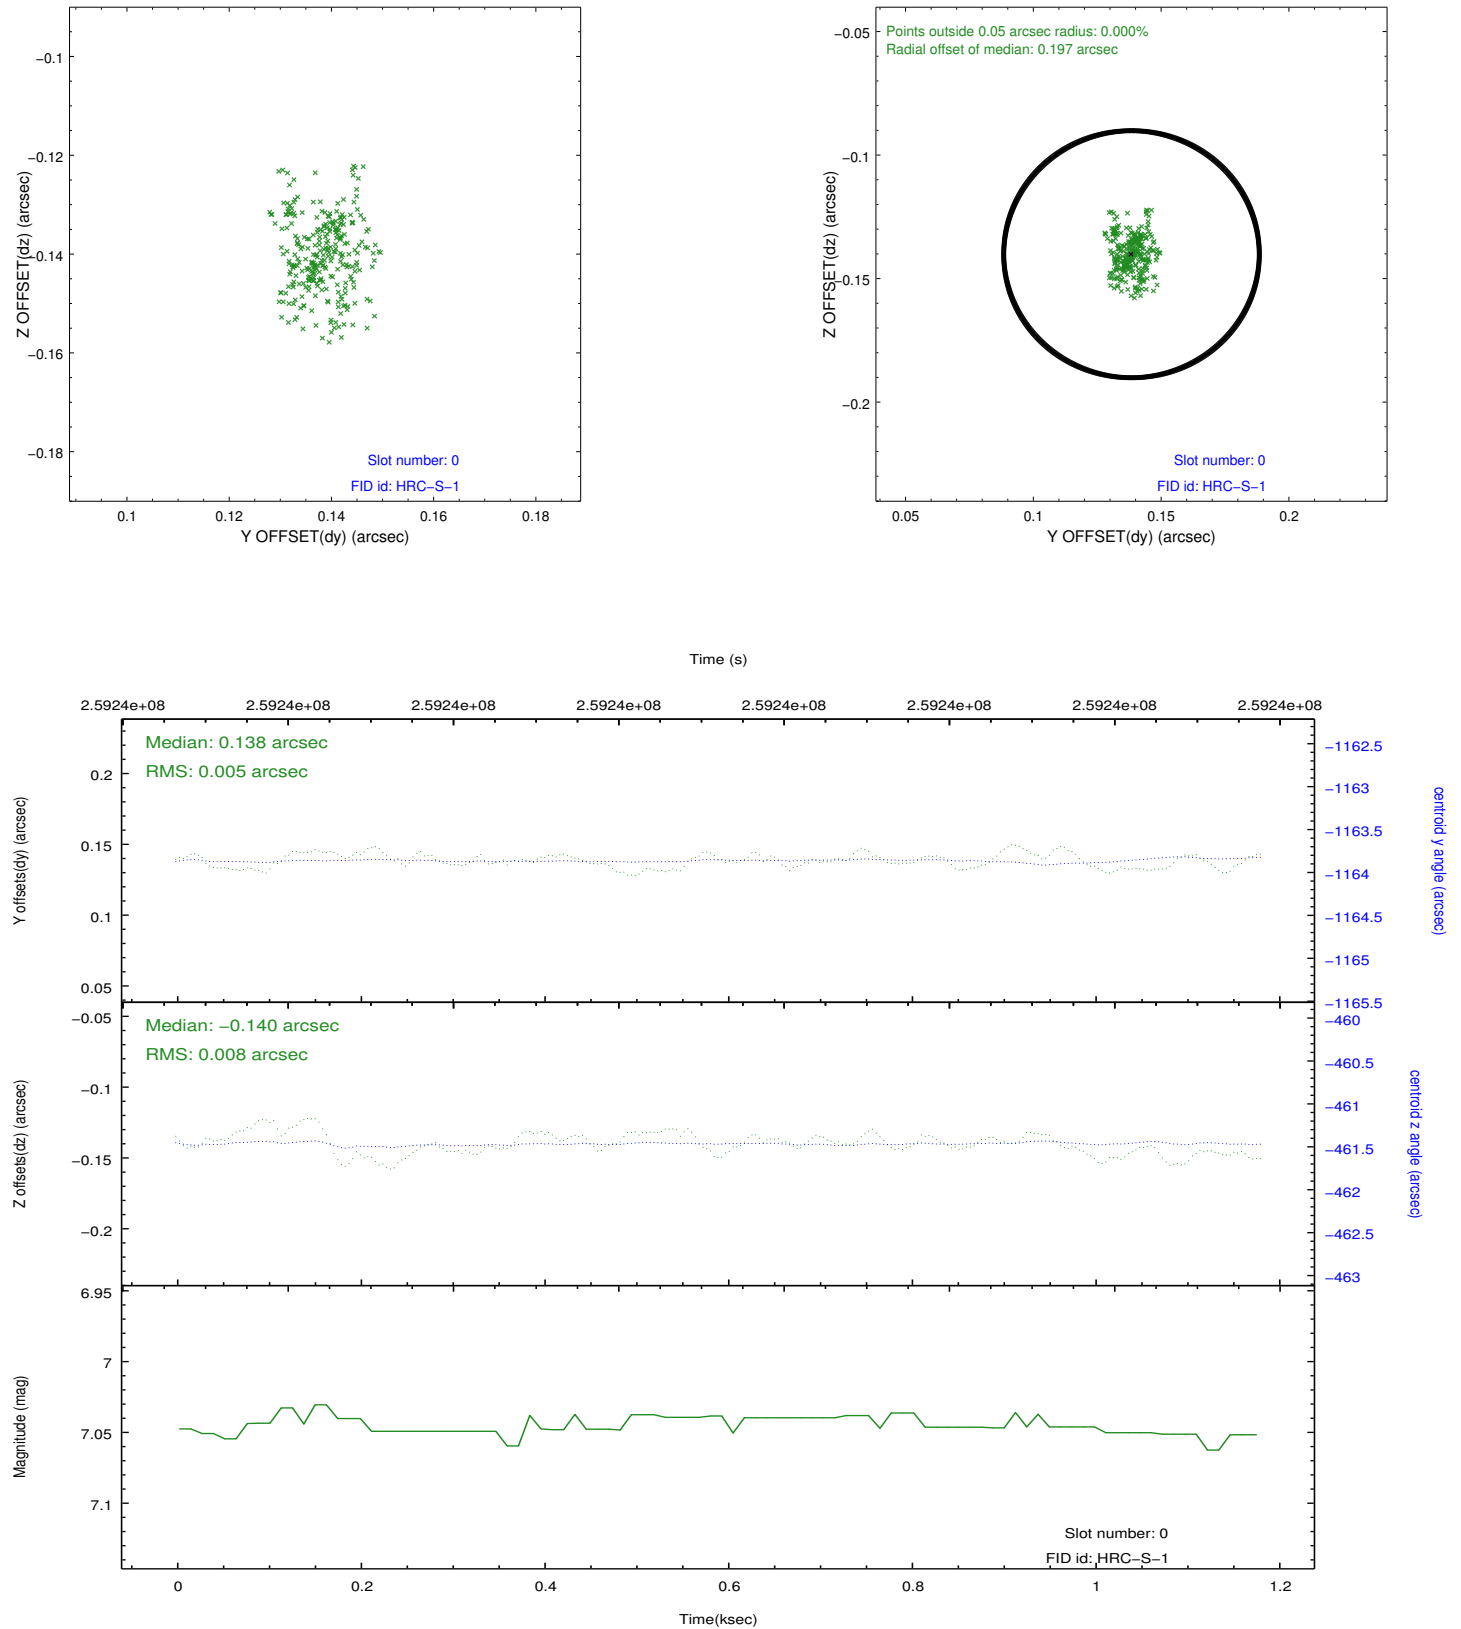 −0.1
−0.12
−0.14
−0.16
−0.18
Z OFFSET(dz) (arcsec)
Slot number: 0
FID id: HRC−S−1
0.1 0.12 0.14 0.16 0.18
Y OFFSET(dy) (arcsec)
Points outside 0.05 arcsec radius: 0.000%
Radial offset of median: 0.197 arcsec
−0.05
−0.1
−0.15
−0.2
Z OFFSET(dz) (arcsec)
Slot number: 0
FID id: HRC−S−1
0.05 0.1 0.15 0.2
Y OFFSET(dy) (arcsec)
Time (s)
2.5924e+08 2.5924e+08 2.5924e+08 2.5924e+08 2.5924e+08 2.5924e+08 2.5924e+08 2.5924e+08
Median: 0.138 arcsec
RMS: 0.005 arcsec
0.2
0.15
0.1
0.05
Y offsets(dy) (arcsec)
−1162.5
−1163
−1163.5
−1164
−1164.5
−1165
−1165.5
centroid y angle (arcsec)
Median: −0.140 arcsec
RMS: 0.008 arcsec
−0.05
−0.1
−0.15
−0.2
Z offsets(dz) (arcsec)
−460
−460.5
−461
−461.5
−462
−462.5
−463
centroid z angle (arcsec)
6.95
7
7.05
7.1
Magnitude (mag)
Slot number: 0
FID id: HRC−S−1
0 0.2 0.4 0.6 0.8 1 1.2
Time(ksec)